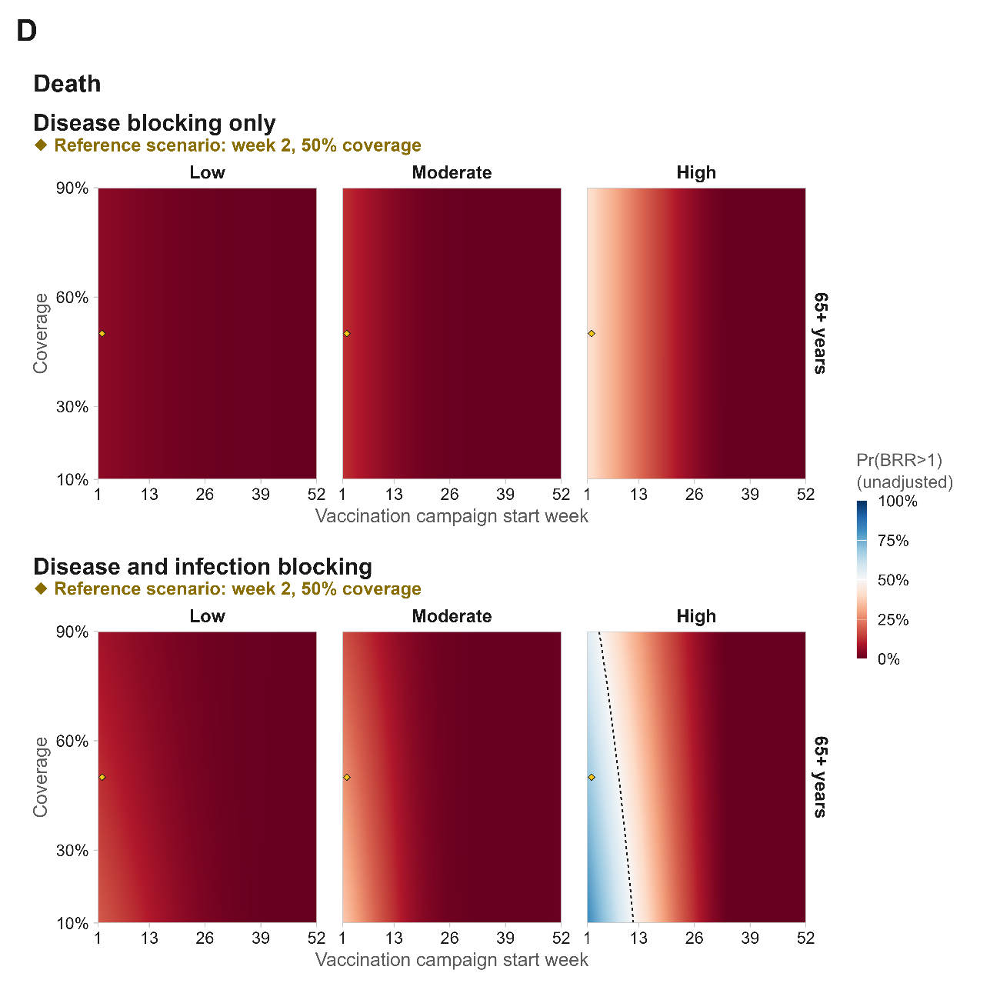 D
Death
Disease blocking only
◆ Reference scenario: week 2, 50% coverage
Low Moderate High
90%
60%
30%
10%
Coverage
65+ years
1 13 26 39 52 1 13 26 39 52 1 13 26 39 52
Vaccination campaign start week
Pr(BRR>1)
(unadjusted)
100%
75%
50%
25%
0%
Disease and infection blocking
◆ Reference scenario: week 2, 50% coverage
Low Moderate High
90%
60%
30%
10%
Coverage
65+ years
1 13 26 39 52 1 13 26 39 52 1 13 26 39 52
Vaccination campaign start week